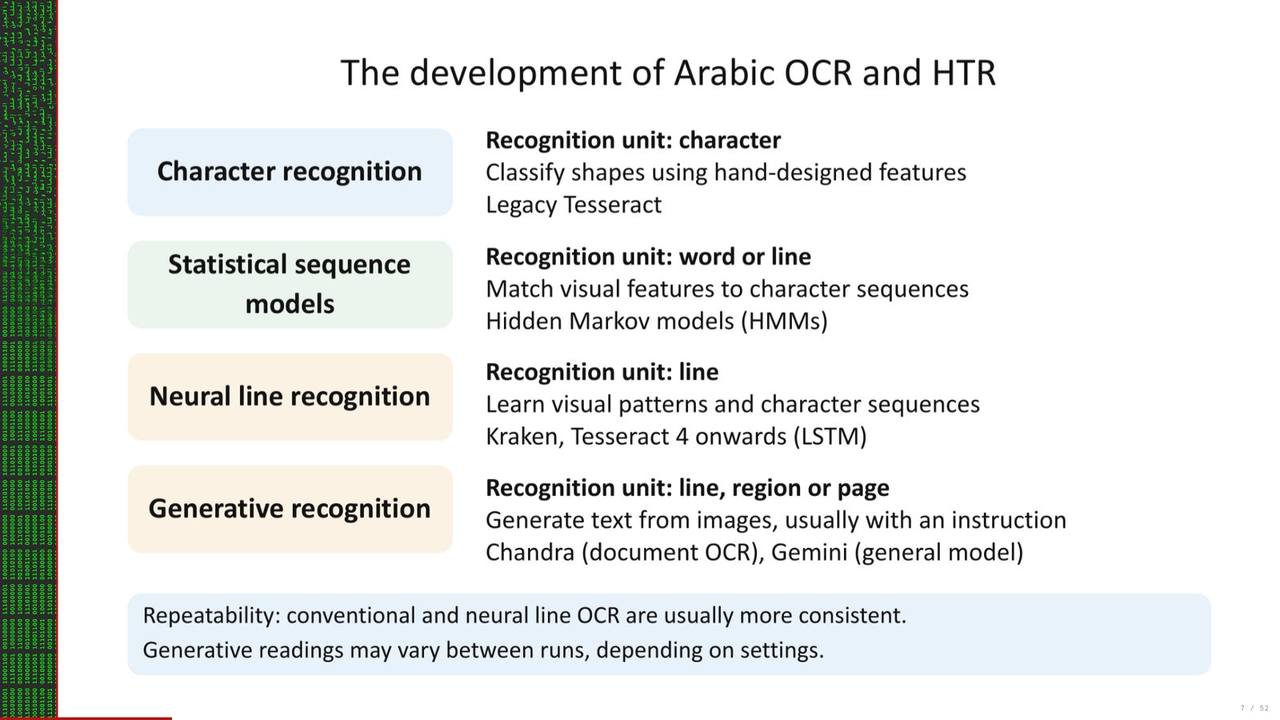 The development of Arabic OCR and HTR
Character recognition
Recognition unit: character
Classify shapes using hand-designed features
Legacy Tesseract
Statistical sequence
models
Recognition unit: word or line
Match visual features to character sequences
Hidden Markov models (HMMs)
Neural line recognition
Recognition unit: line
Learn visual patterns and character sequences
Kraken, Tesseract 4 onwards (LSTM)
Generative recognition
Recognition unit: line, region or page
Generate text from images, usually with an instruction
Chandra (document OCR), Gemini (general model)
Repeatability: conventional and neural line OCR are usually more consistent.
Generative readings may vary between runs, depending on settings.
7 / 52